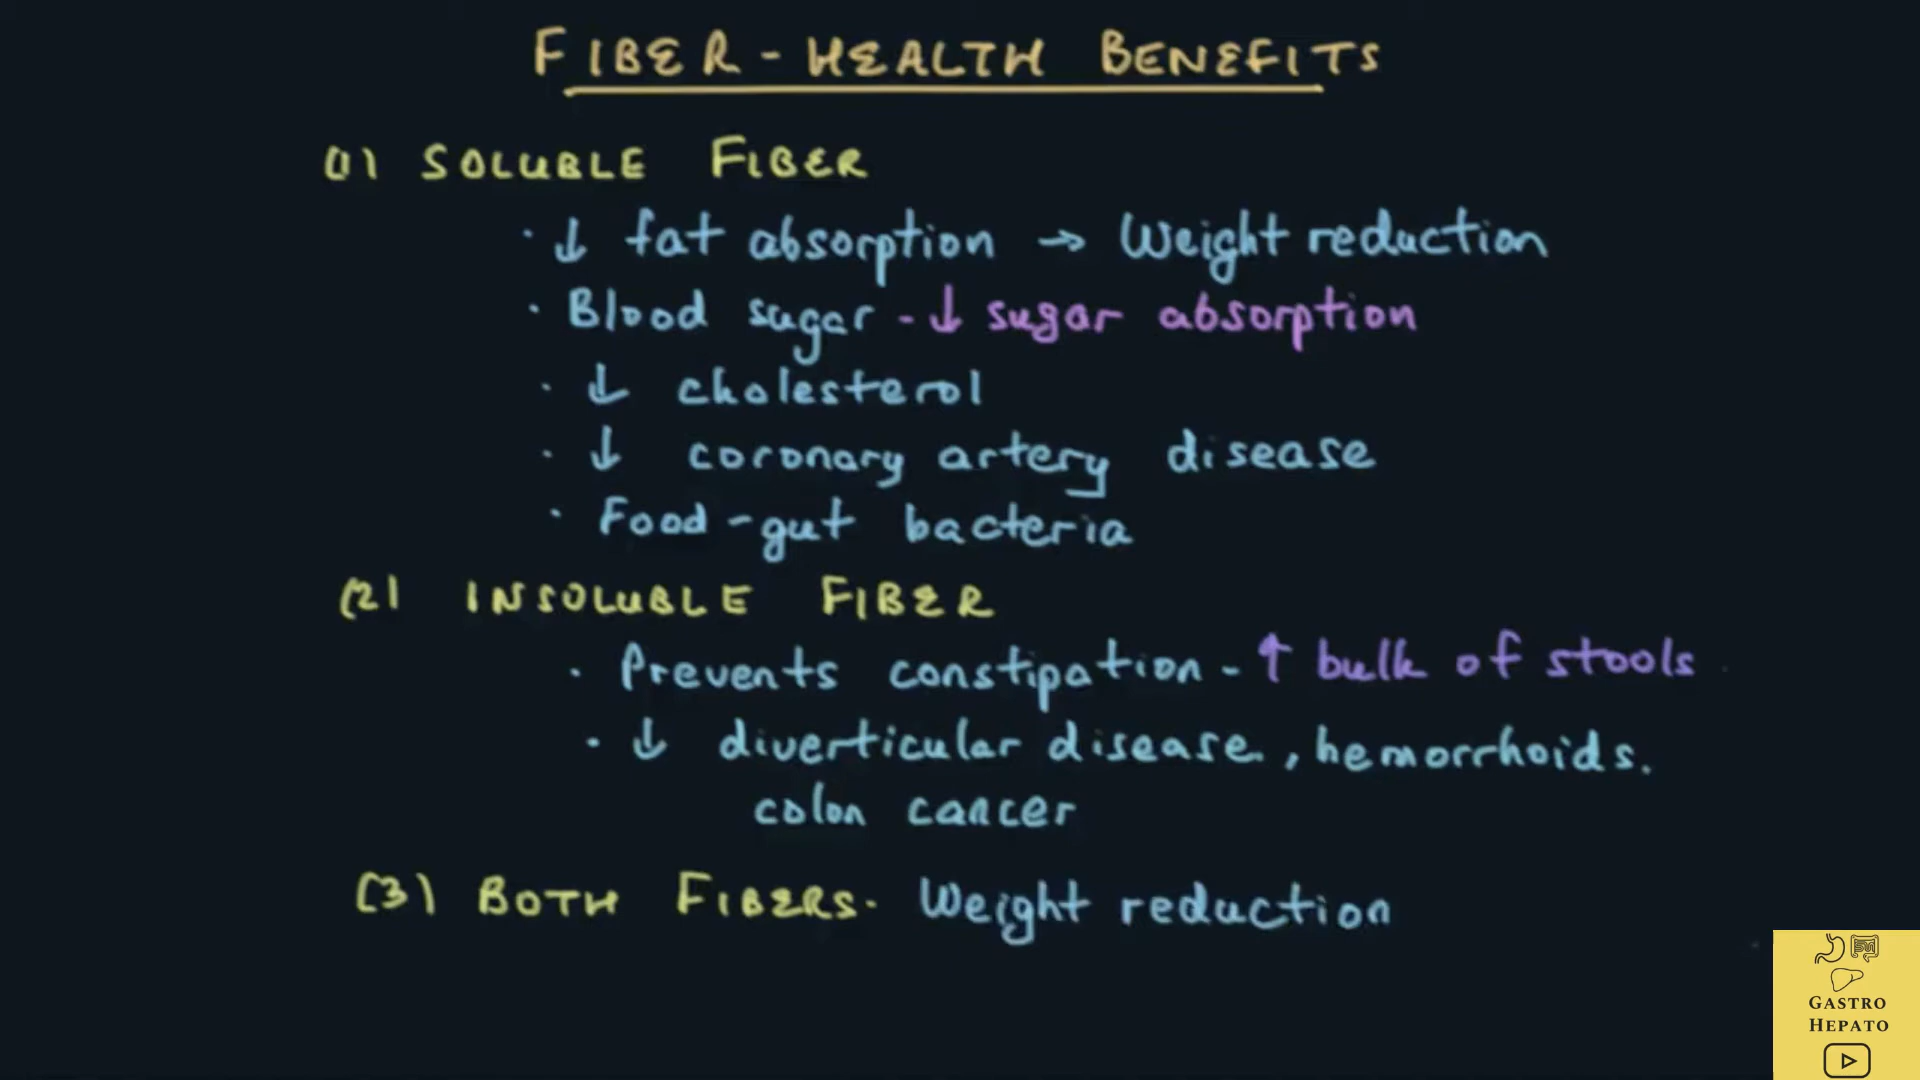 FIBER - HEALTH BENEFITS
(1) SOLUBLE FIBER
· ↓ fat absorption → Weight reduction
· Blood sugar - ↓ sugar absorption
· ↓ cholesterol
· ↓ coronary artery disease
· Food - gut bacteria
(2) INSOLUBLE FIBER
· Prevents constipation - ↑ bulk of stools
· ↓ diverticular disease, hemorrhoids.
colon cancer
(3) BOTH FIBERS. Weight reduction
GASTRO
HEPATO